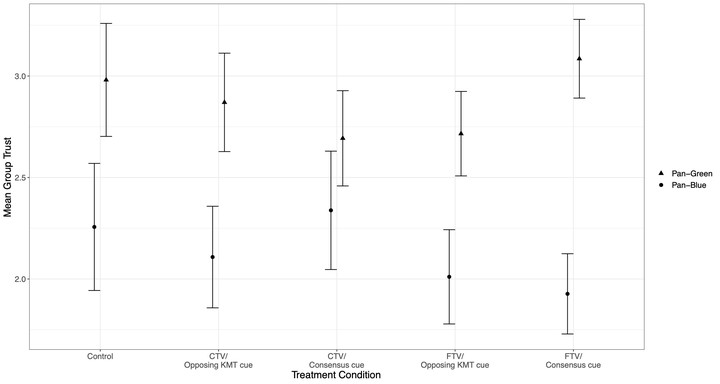 3.0
2.5
2.0
Mean Group Trust
Control
CTV/
Opposing KMT cue
CTV/
Consensus cue
FTV/
Opposing KMT cue
FTV/
Consensus cue
Treatment Condition
Pan−Green
Pan−Blue